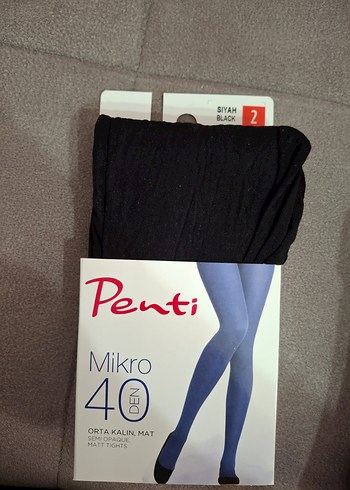 SİYAH
BLACK
2
Penti
Mikro
40 DEN
ORTA KALIN, MAT
SEMI OPAQUE,
MATT TIGHTS